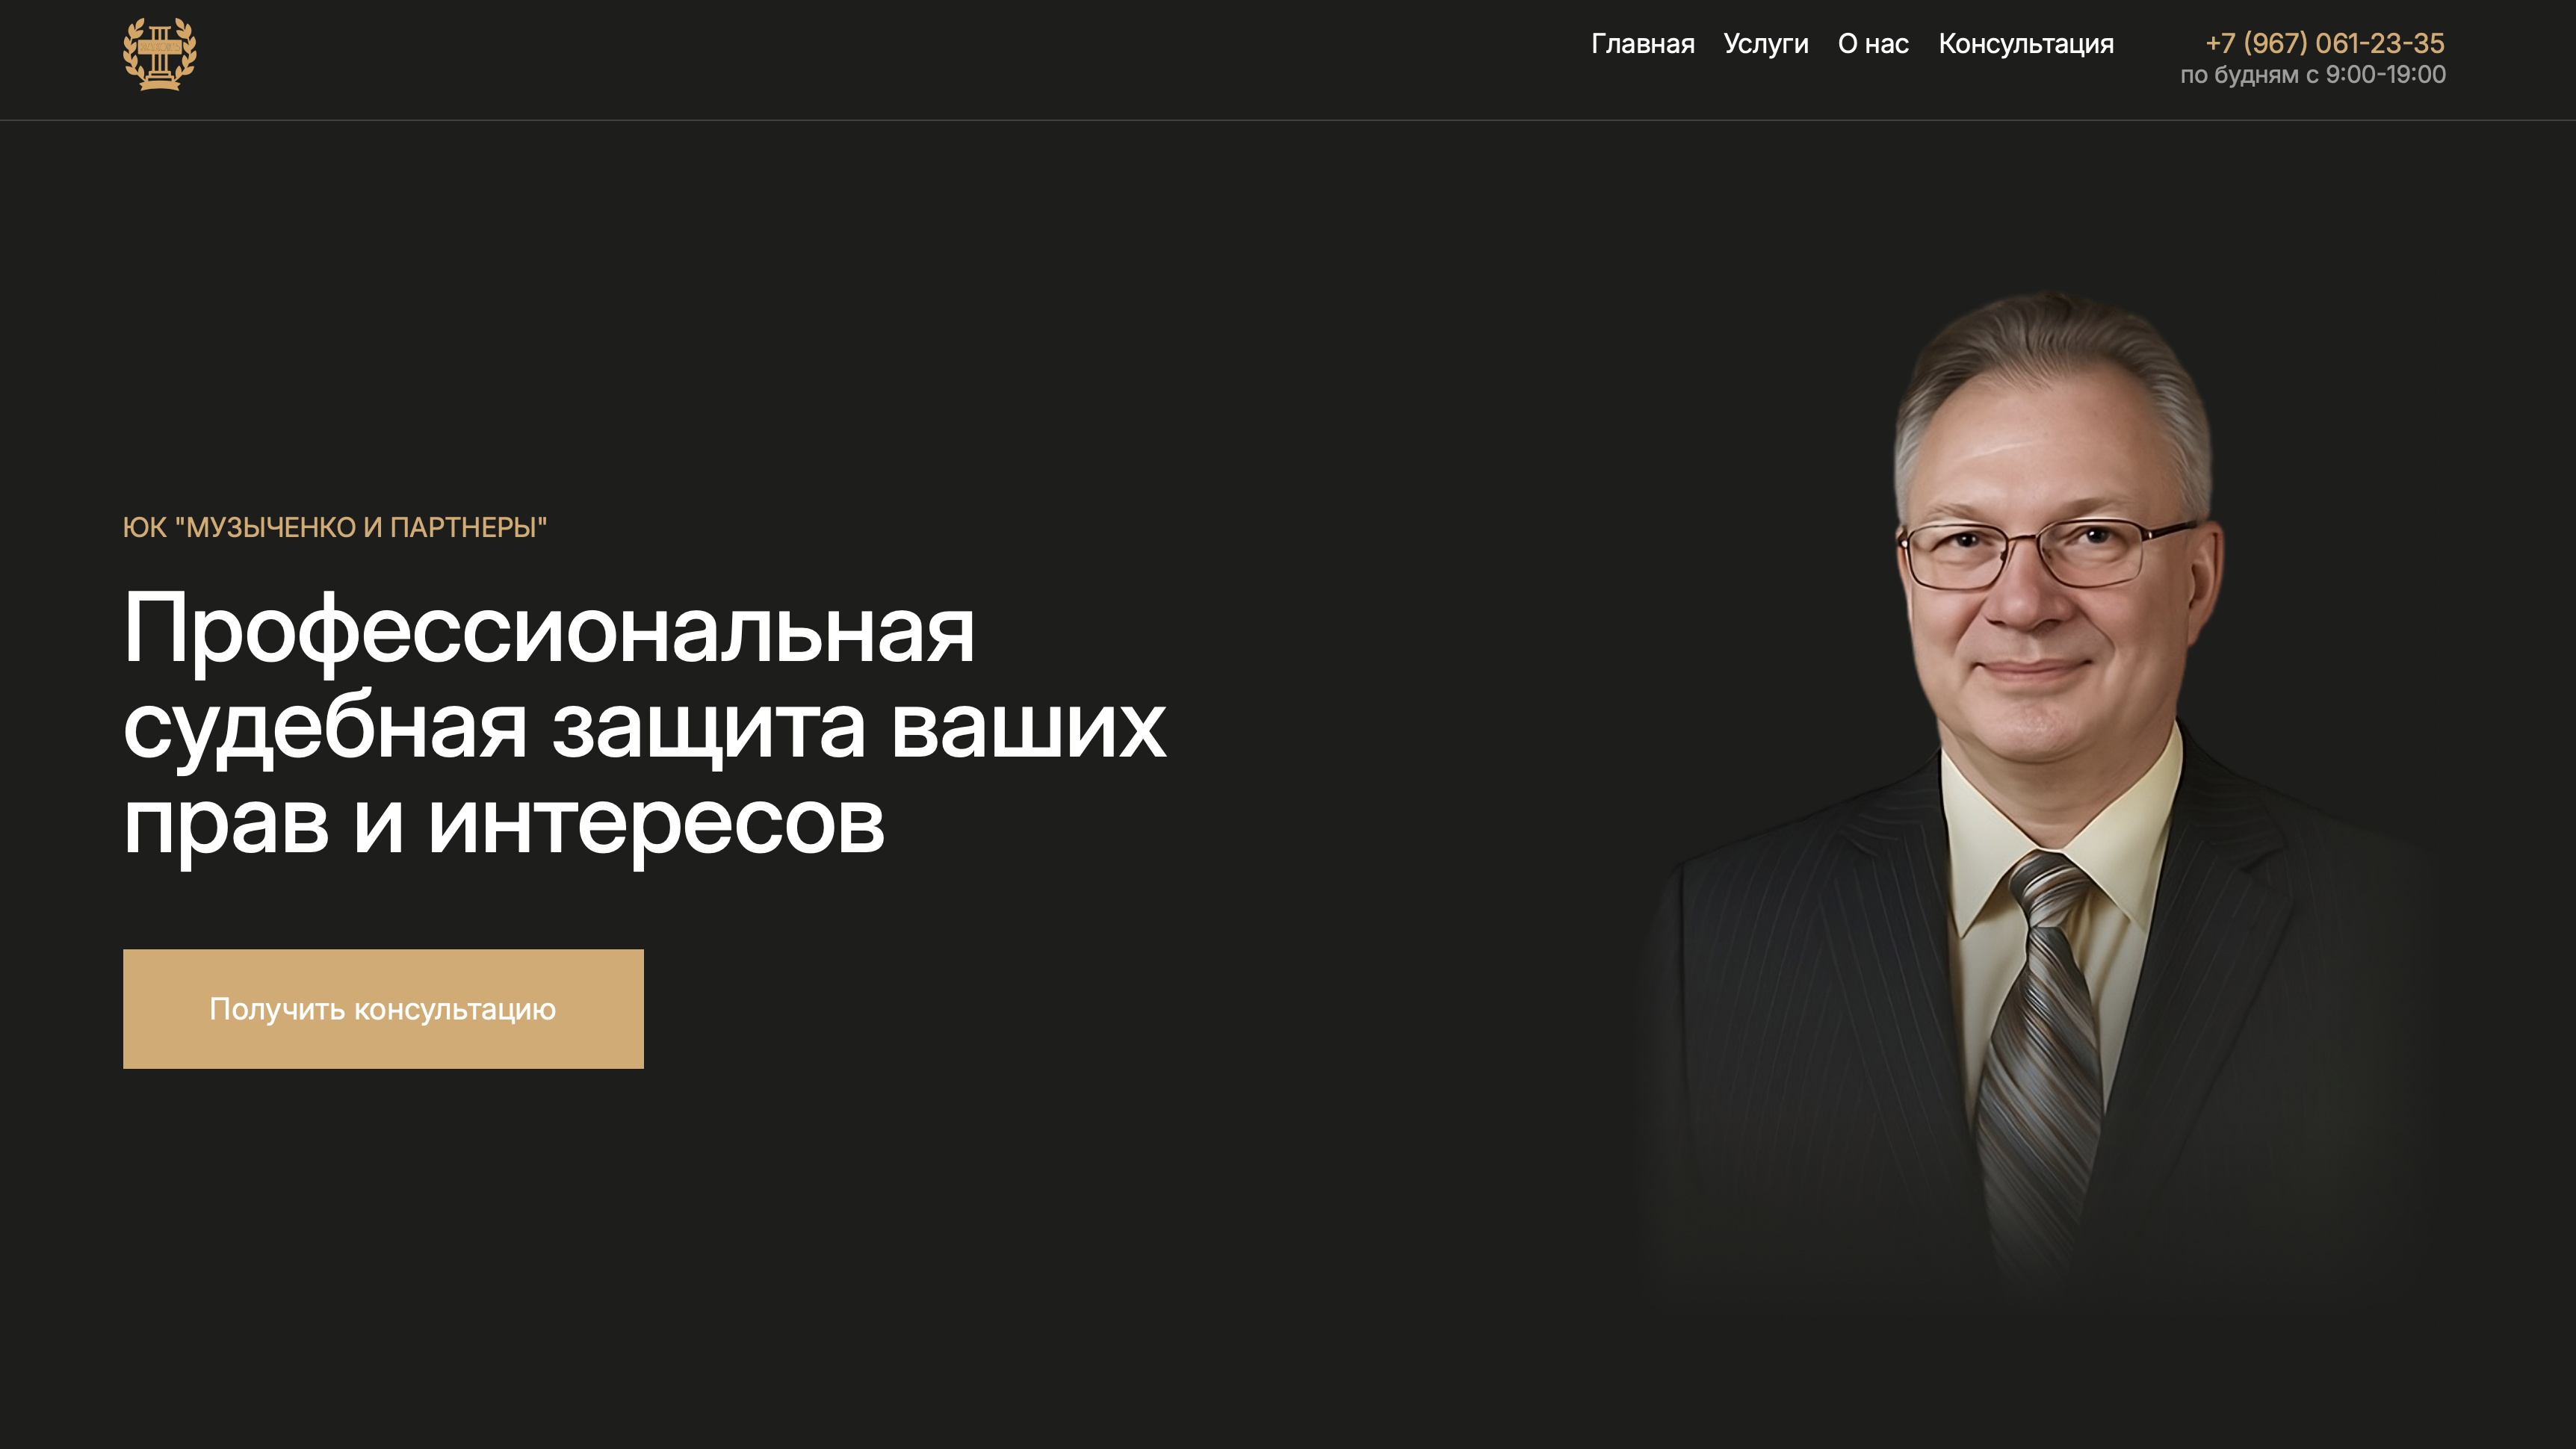 Главная Услуги О нас Консультация +7 (967) 061-23-35
по будням с 9:00-19:00
ЮК "МУЗЫЧЕНКО И ПАРТНЕРЫ"
Профессиональная
судебная защита ваших
прав и интересов
Получить консультацию